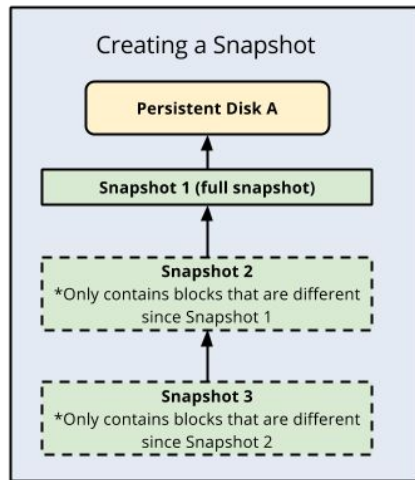 Creating a Snapshot
Persistent Disk A
Snapshot 1 (full snapshot)
Snapshot 2
*Only contains blocks that are different
since Snapshot 1
Snapshot 3
*Only contains blocks that are different
since Snapshot 2